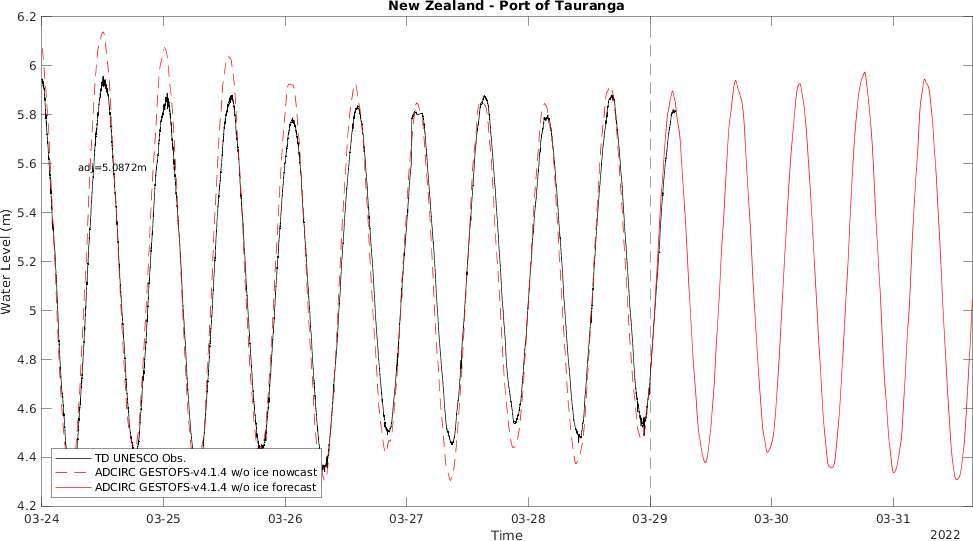 New Zealand - Port of Tauranga
6.2
6
5.8
5.6
5.4
5.2
5
4.8
4.6
4.4
4.2
Water Level (m)
adj=5.0872m
TD UNESCO Obs.
ADCIRC GESTOFS-v4.1.4 w/o ice nowcast
ADCIRC GESTOFS-v4.1.4 w/o ice forecast
03-24 03-25 03-26 03-27 03-28 03-29 03-30 03-31
Time
2022